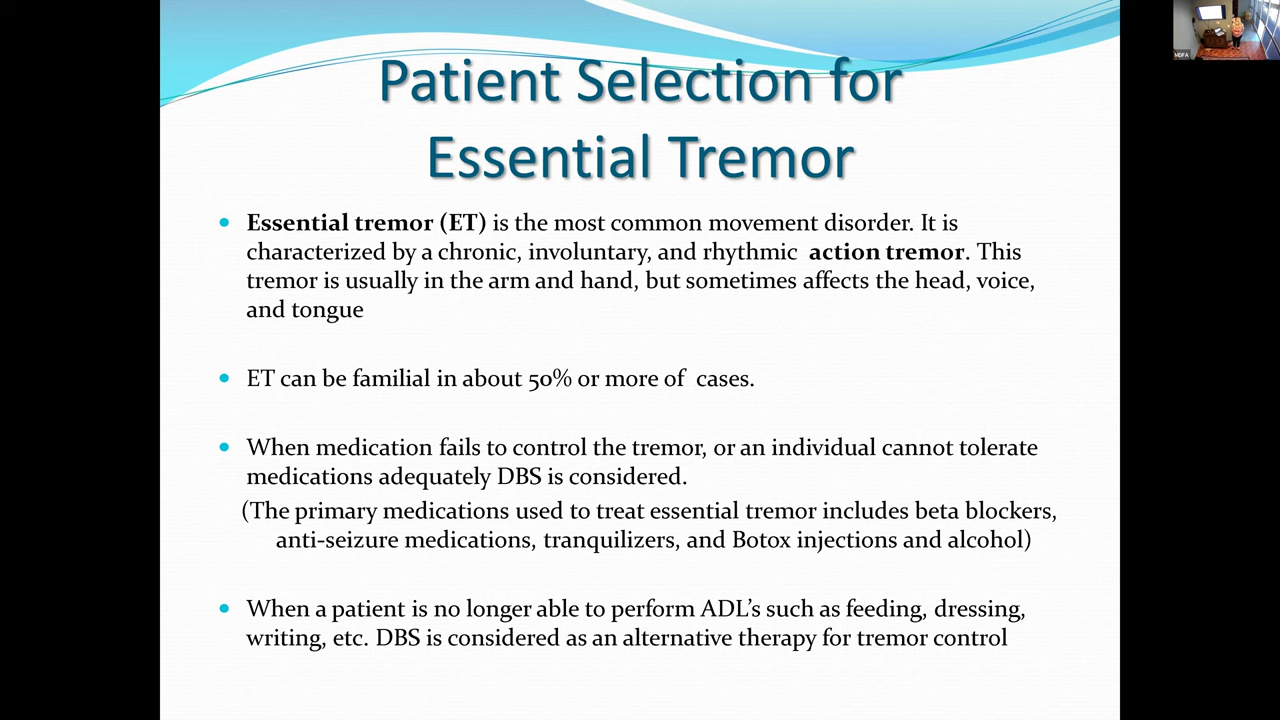 Patient Selection for
Essential Tremor
Essential tremor (ET) is the most common movement disorder. It is
characterized by a chronic, involuntary, and rhythmic action tremor. This
tremor is usually in the arm and hand, but sometimes affects the head, voice,
and tongue
ET can be familial in about 50% or more of cases.
When medication fails to control the tremor, or an individual cannot tolerate
medications adequately DBS is considered.
(The primary medications used to treat essential tremor includes beta blockers,
anti-seizure medications, tranquilizers, and Botox injections and alcohol)
When a patient is no longer able to perform ADL's such as feeding, dressing,
writing, etc. DBS is considered as an alternative therapy for tremor control
MDFA